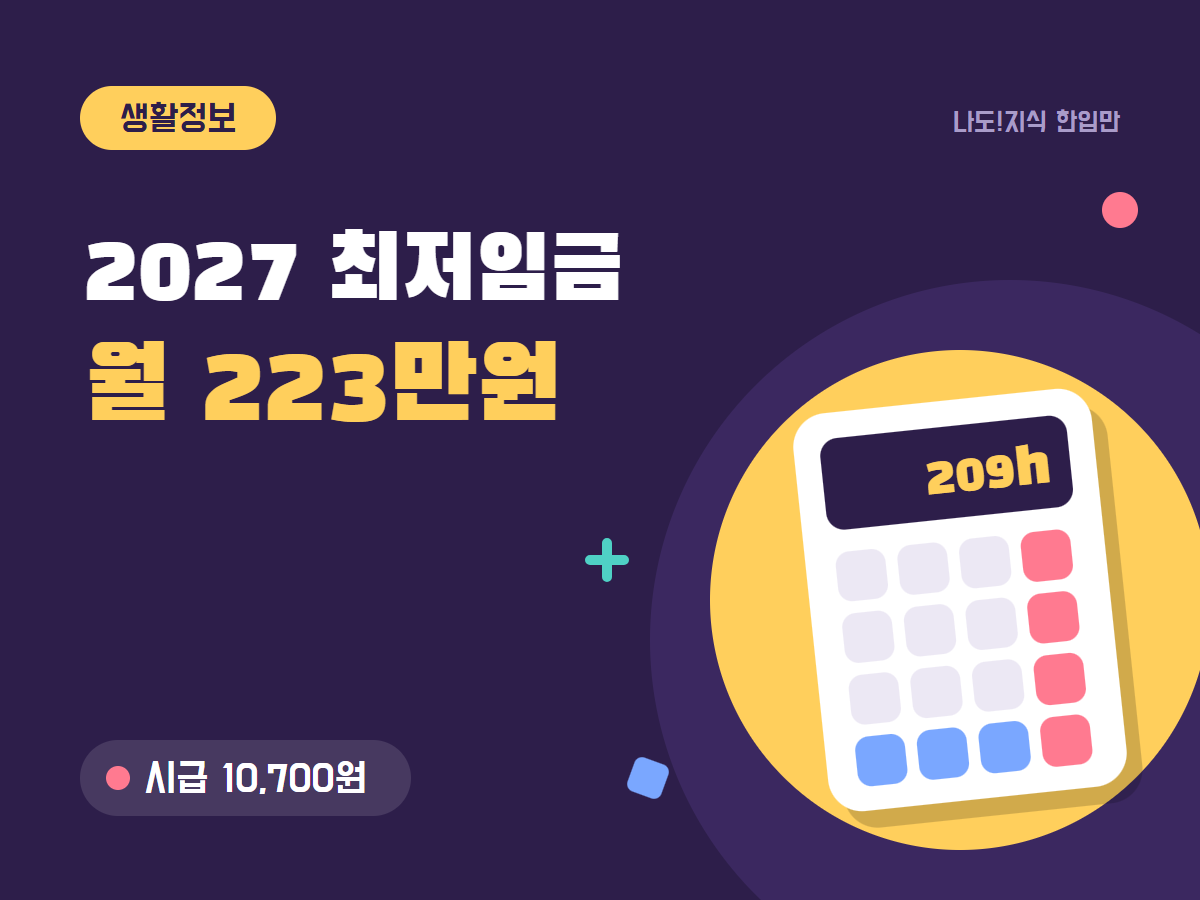 생활정보
나도!지식 한입만
2027 최저임금
월 223만원
209h
시급 10,700원